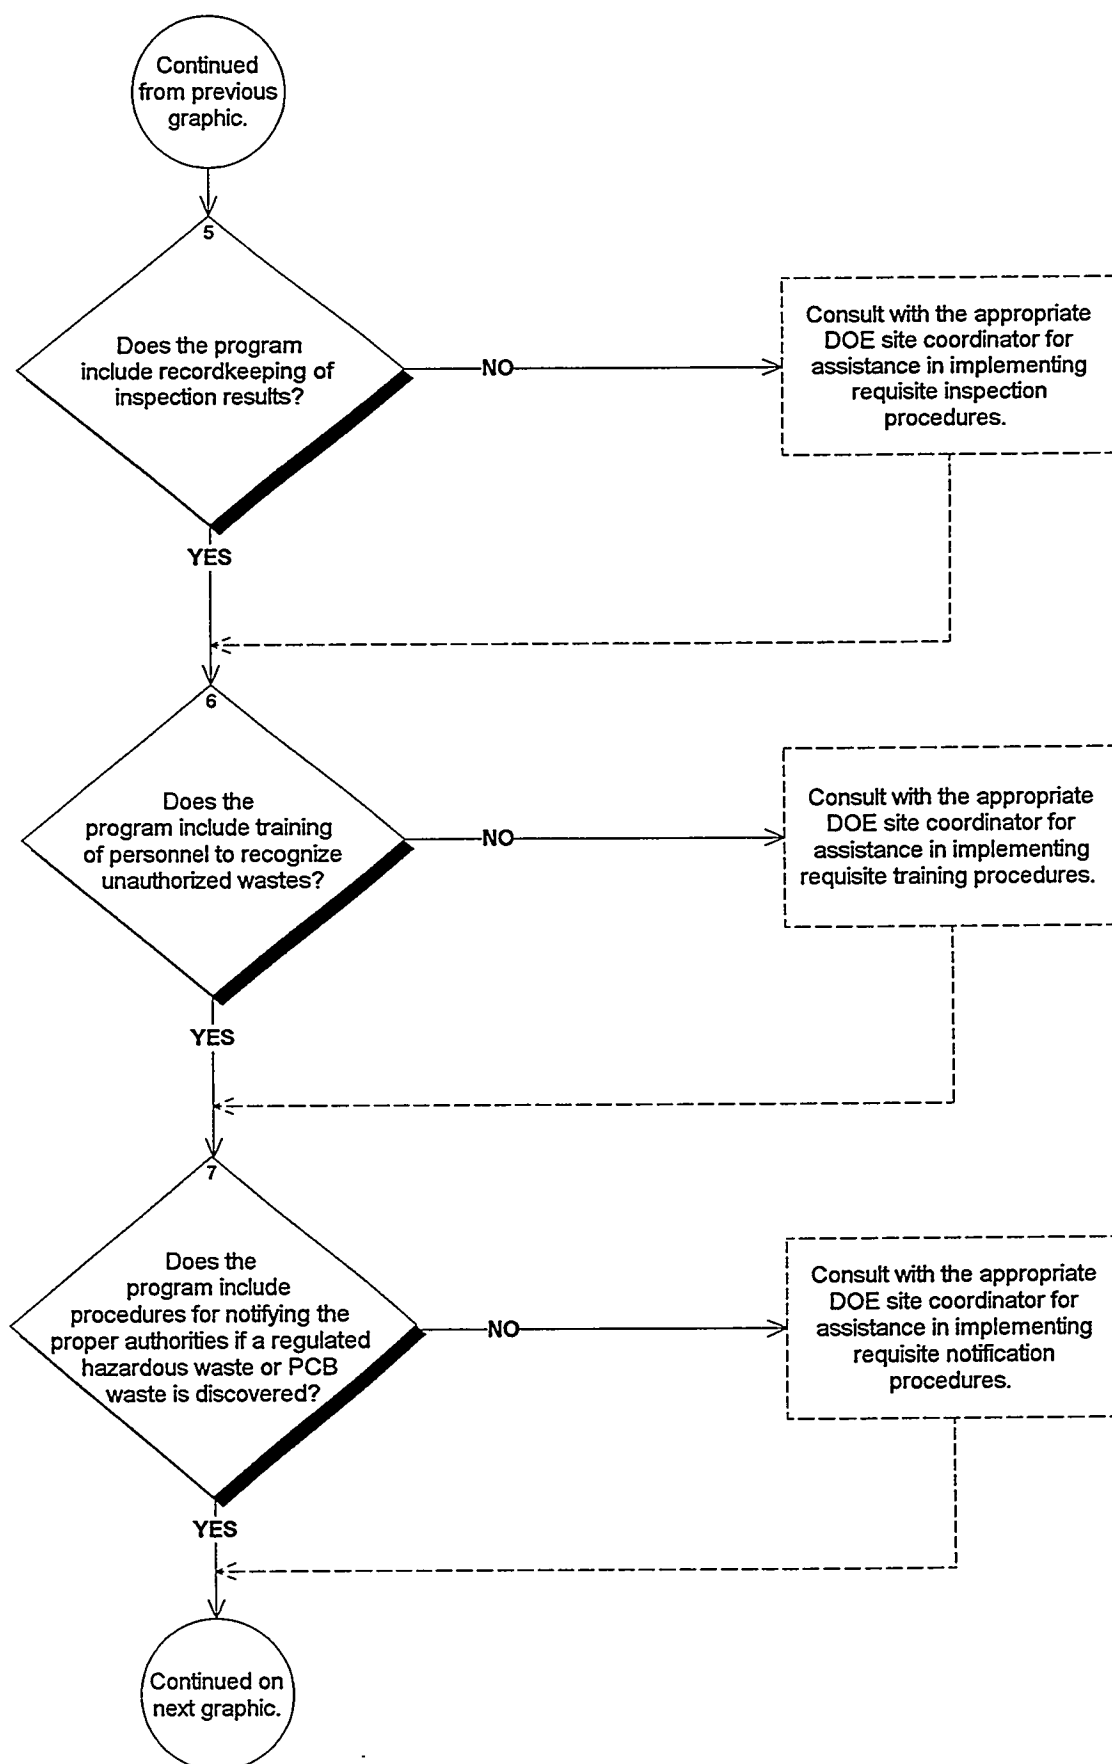 Continued
from previous
graphic.
5
Does the program
include recordkeeping of
inspection results?
NO
Consult with the appropriate
DOE site coordinator for
assistance in implementing
requisite inspection
procedures.
YES
6
Does the
program include training
of personnel to recognize
unauthorized wastes?
NO
Consult with the appropriate
DOE site coordinator for
assistance in implementing
requisite training procedures.
YES
7
Does the
program include
procedures for notifying the
proper authorities if a regulated
hazardous waste or PCB
waste is discovered?
NO
Consult with the appropriate
DOE site coordinator for
assistance in implementing
requisite notification
procedures.
YES
Continued on
next graphic.